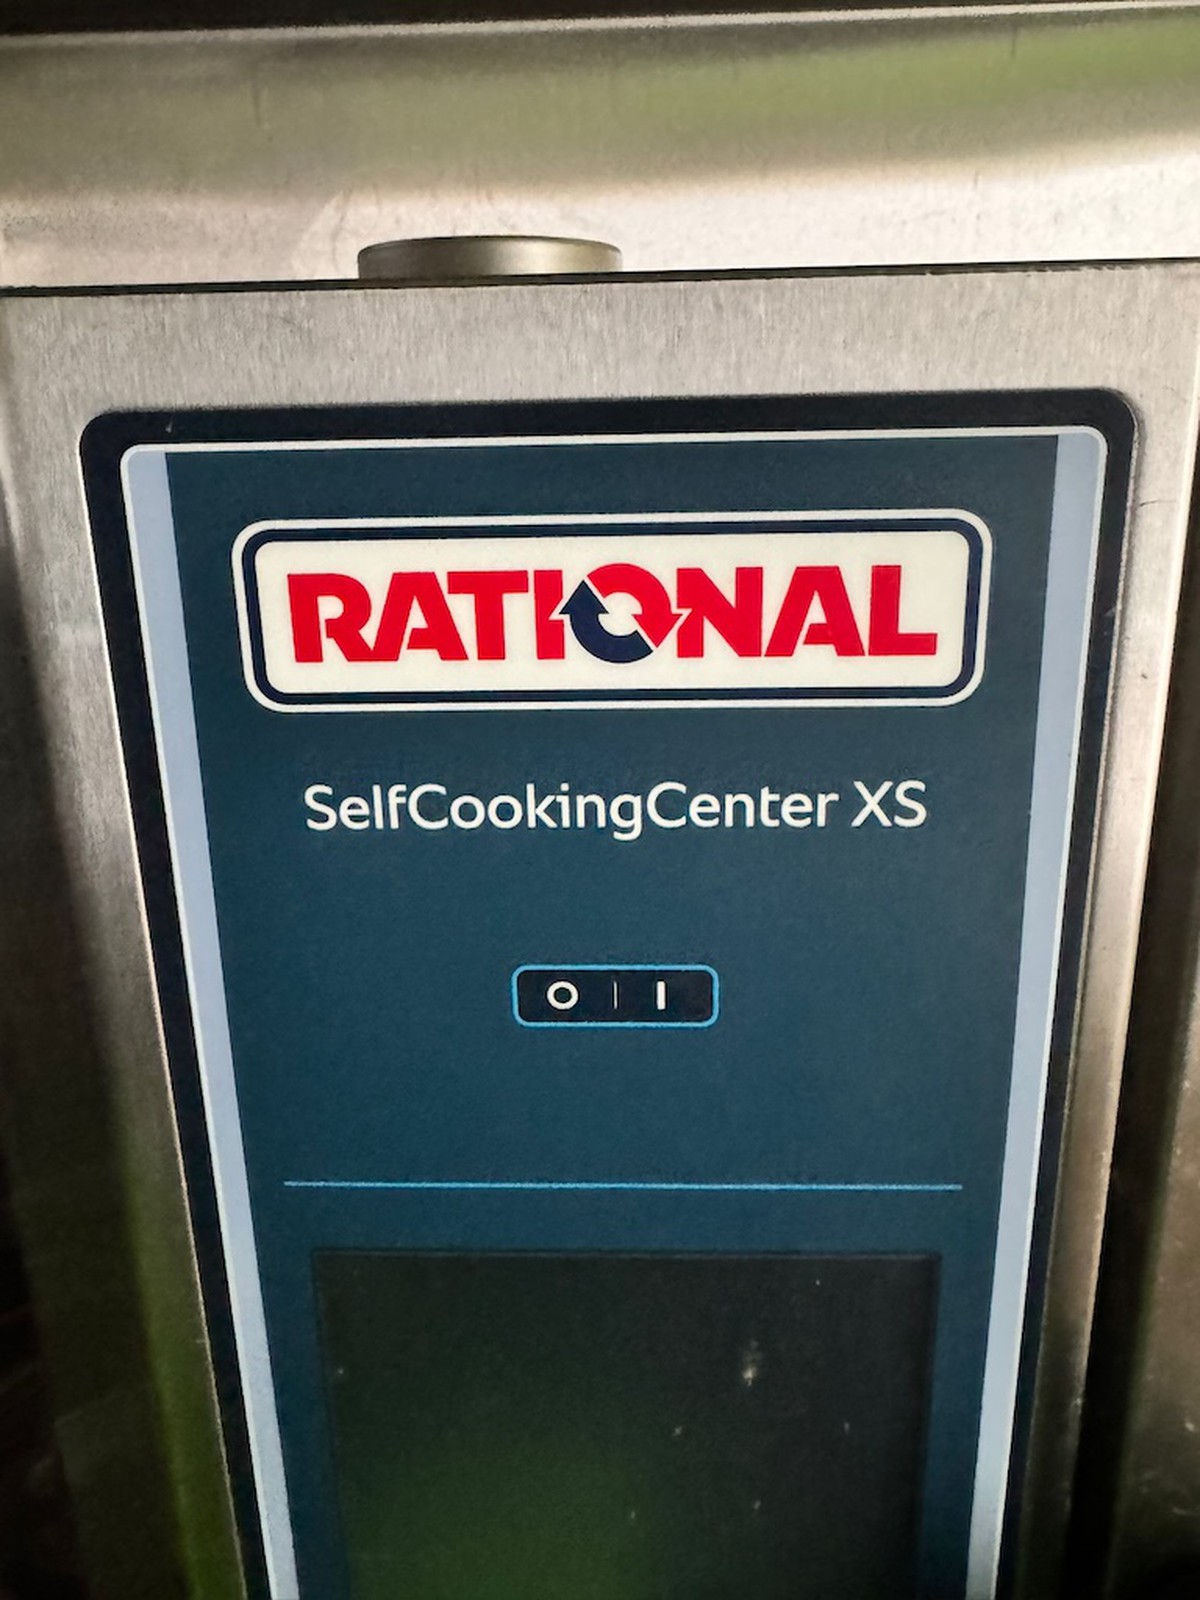 RATIONAL
SelfCookingCenter XS
O | I